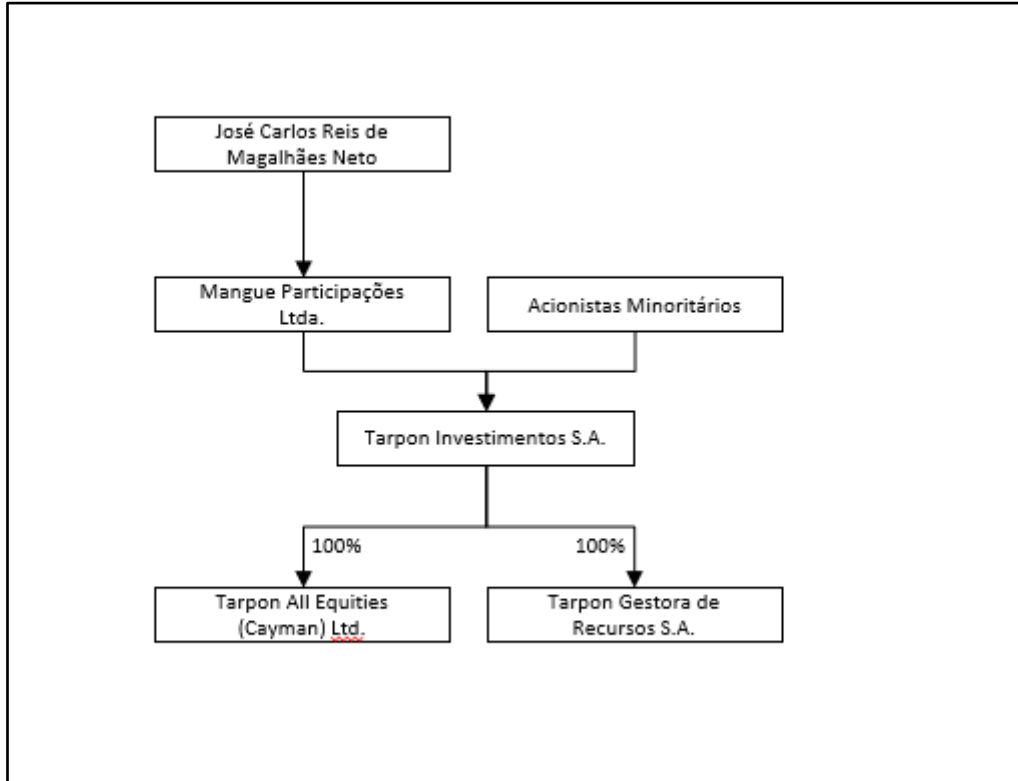 José Carlos Reis de
Magalhães Neto
Mangue Participações
Ltda.
Acionistas Minoritários
Tarpon Investimentos S.A.
100%
100%
Tarpon All Equities
(Cayman) Ltd.
Tarpon Gestora de
Recursos S.A.